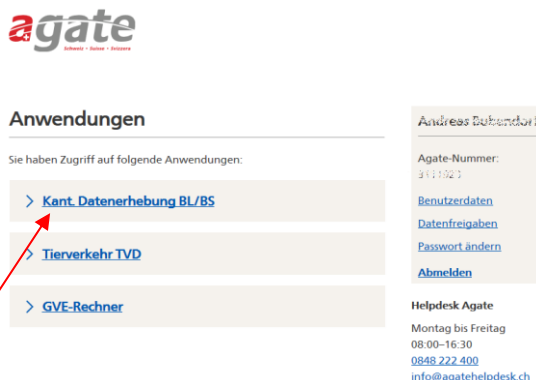 agate
Schweiz • Suisse • Svizzera
Anwendungen
Sie haben Zugriff auf folgende Anwendungen:
Kant. Datenerhebung BL/BS
Tierverkehr TVD
GVE-Rechner
Andreas
Agate-Nummer:
Benutzerdaten
Datenfreigaben
Passwort ändern
Abmelden
Helpdesk Agate
Montag bis Freitag
08:00–16:30
0848 222 400
info@agatehelpdesk.ch